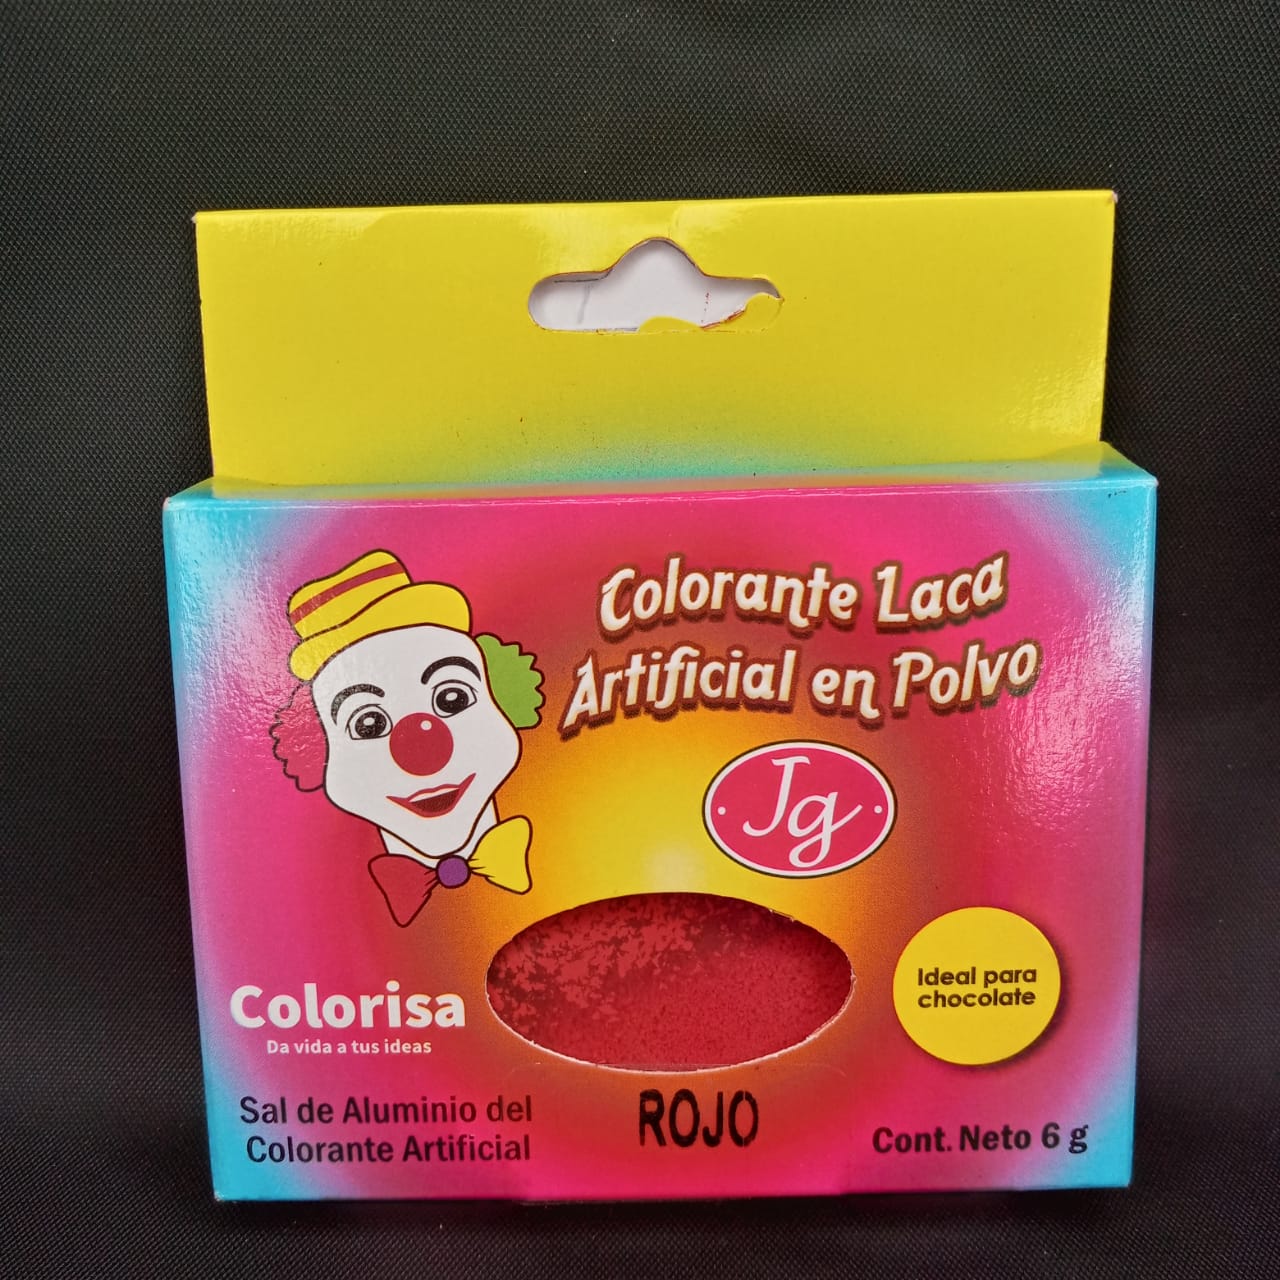 Colorante Laca
Artificial en Polvo
Jg
Ideal para
chocolate
Colorisa
Da vida a tus ideas
ROJO
Sal de Aluminio del
Colorante Artificial
Cont. Neto 6 g